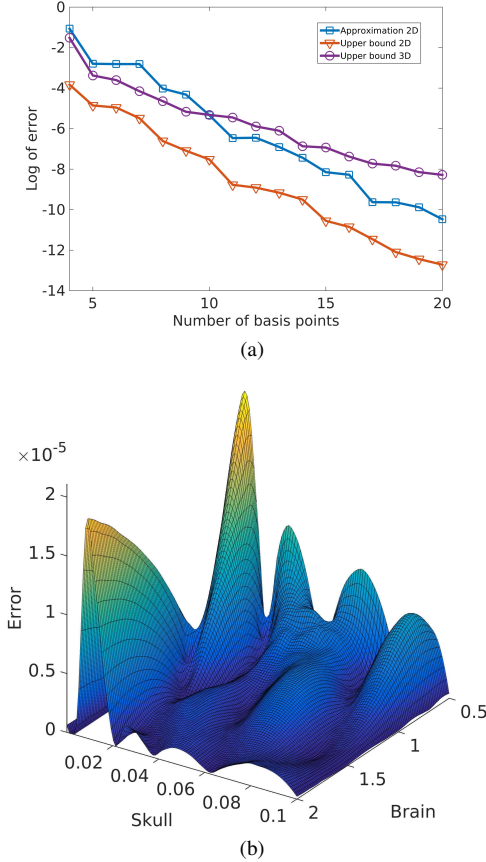 0
-2
-4
-6
-8
-10
-12
-14
Log of error
5
10
15
20
Number of basis points
Approximation 2D
Upper bound 2D
Upper bound 3D
(a)
×10-5
2
1.5
1
0.5
0
Error
0.02
0.04
0.06
0.08
0.1
Skull
2
1.5
1
0.5
Brain
(b)